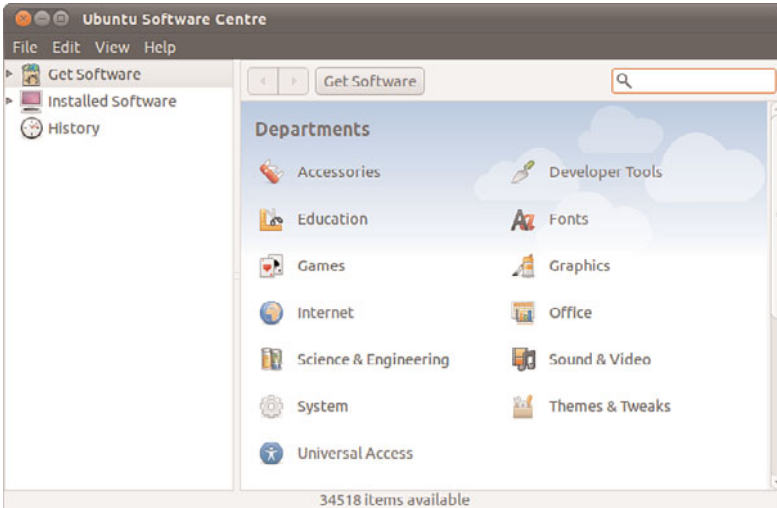 Ubuntu Software Centre
File Edit View Help
Get Software
Installed Software
History
Get Software
Departments
Accessories
Developer Tools
Education
Fonts
Games
Graphics
Internet
Office
Science & Engineering
Sound & Video
System
Themes & Tweaks
Universal Access
34518 items available